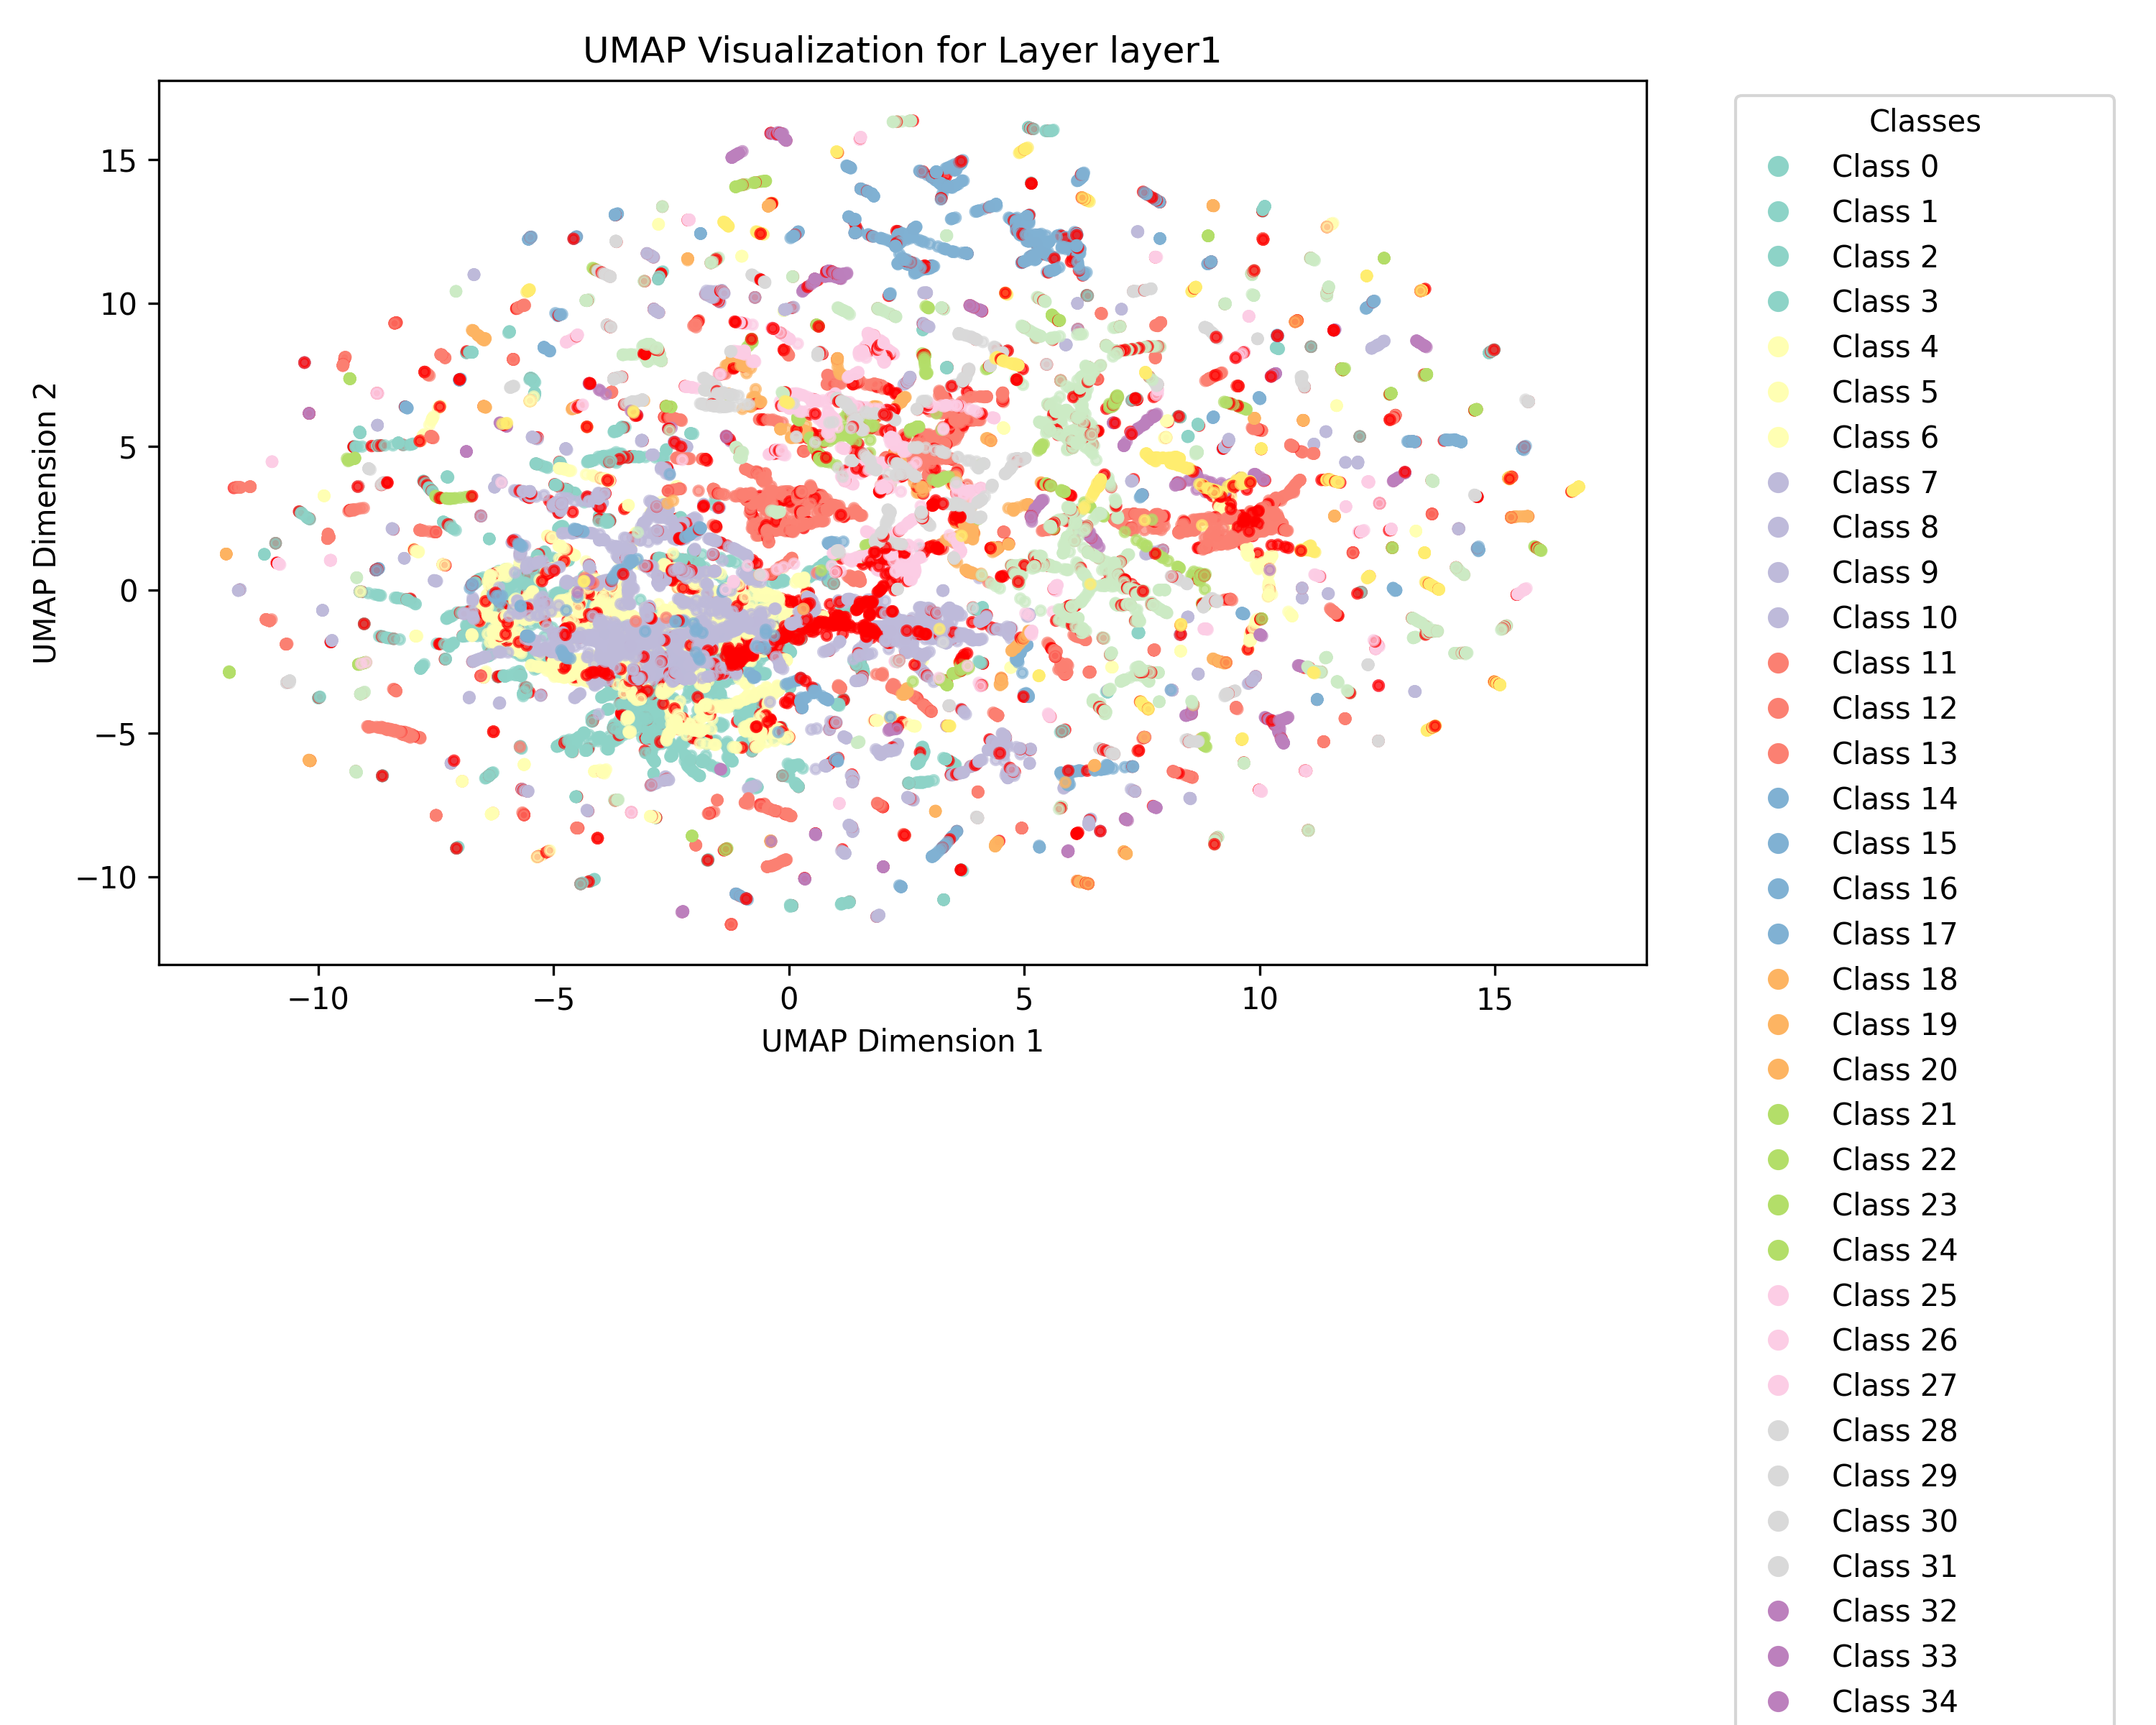 UMAP Visualization for Layer layer1
15
10
5
0
−5
−10
UMAP Dimension 2
−10
−5
0
5
10
15
UMAP Dimension 1
Classes
Class 0
Class 1
Class 2
Class 3
Class 4
Class 5
Class 6
Class 7
Class 8
Class 9
Class 10
Class 11
Class 12
Class 13
Class 14
Class 15
Class 16
Class 17
Class 18
Class 19
Class 20
Class 21
Class 22
Class 23
Class 24
Class 25
Class 26
Class 27
Class 28
Class 29
Class 30
Class 31
Class 32
Class 33
Class 34